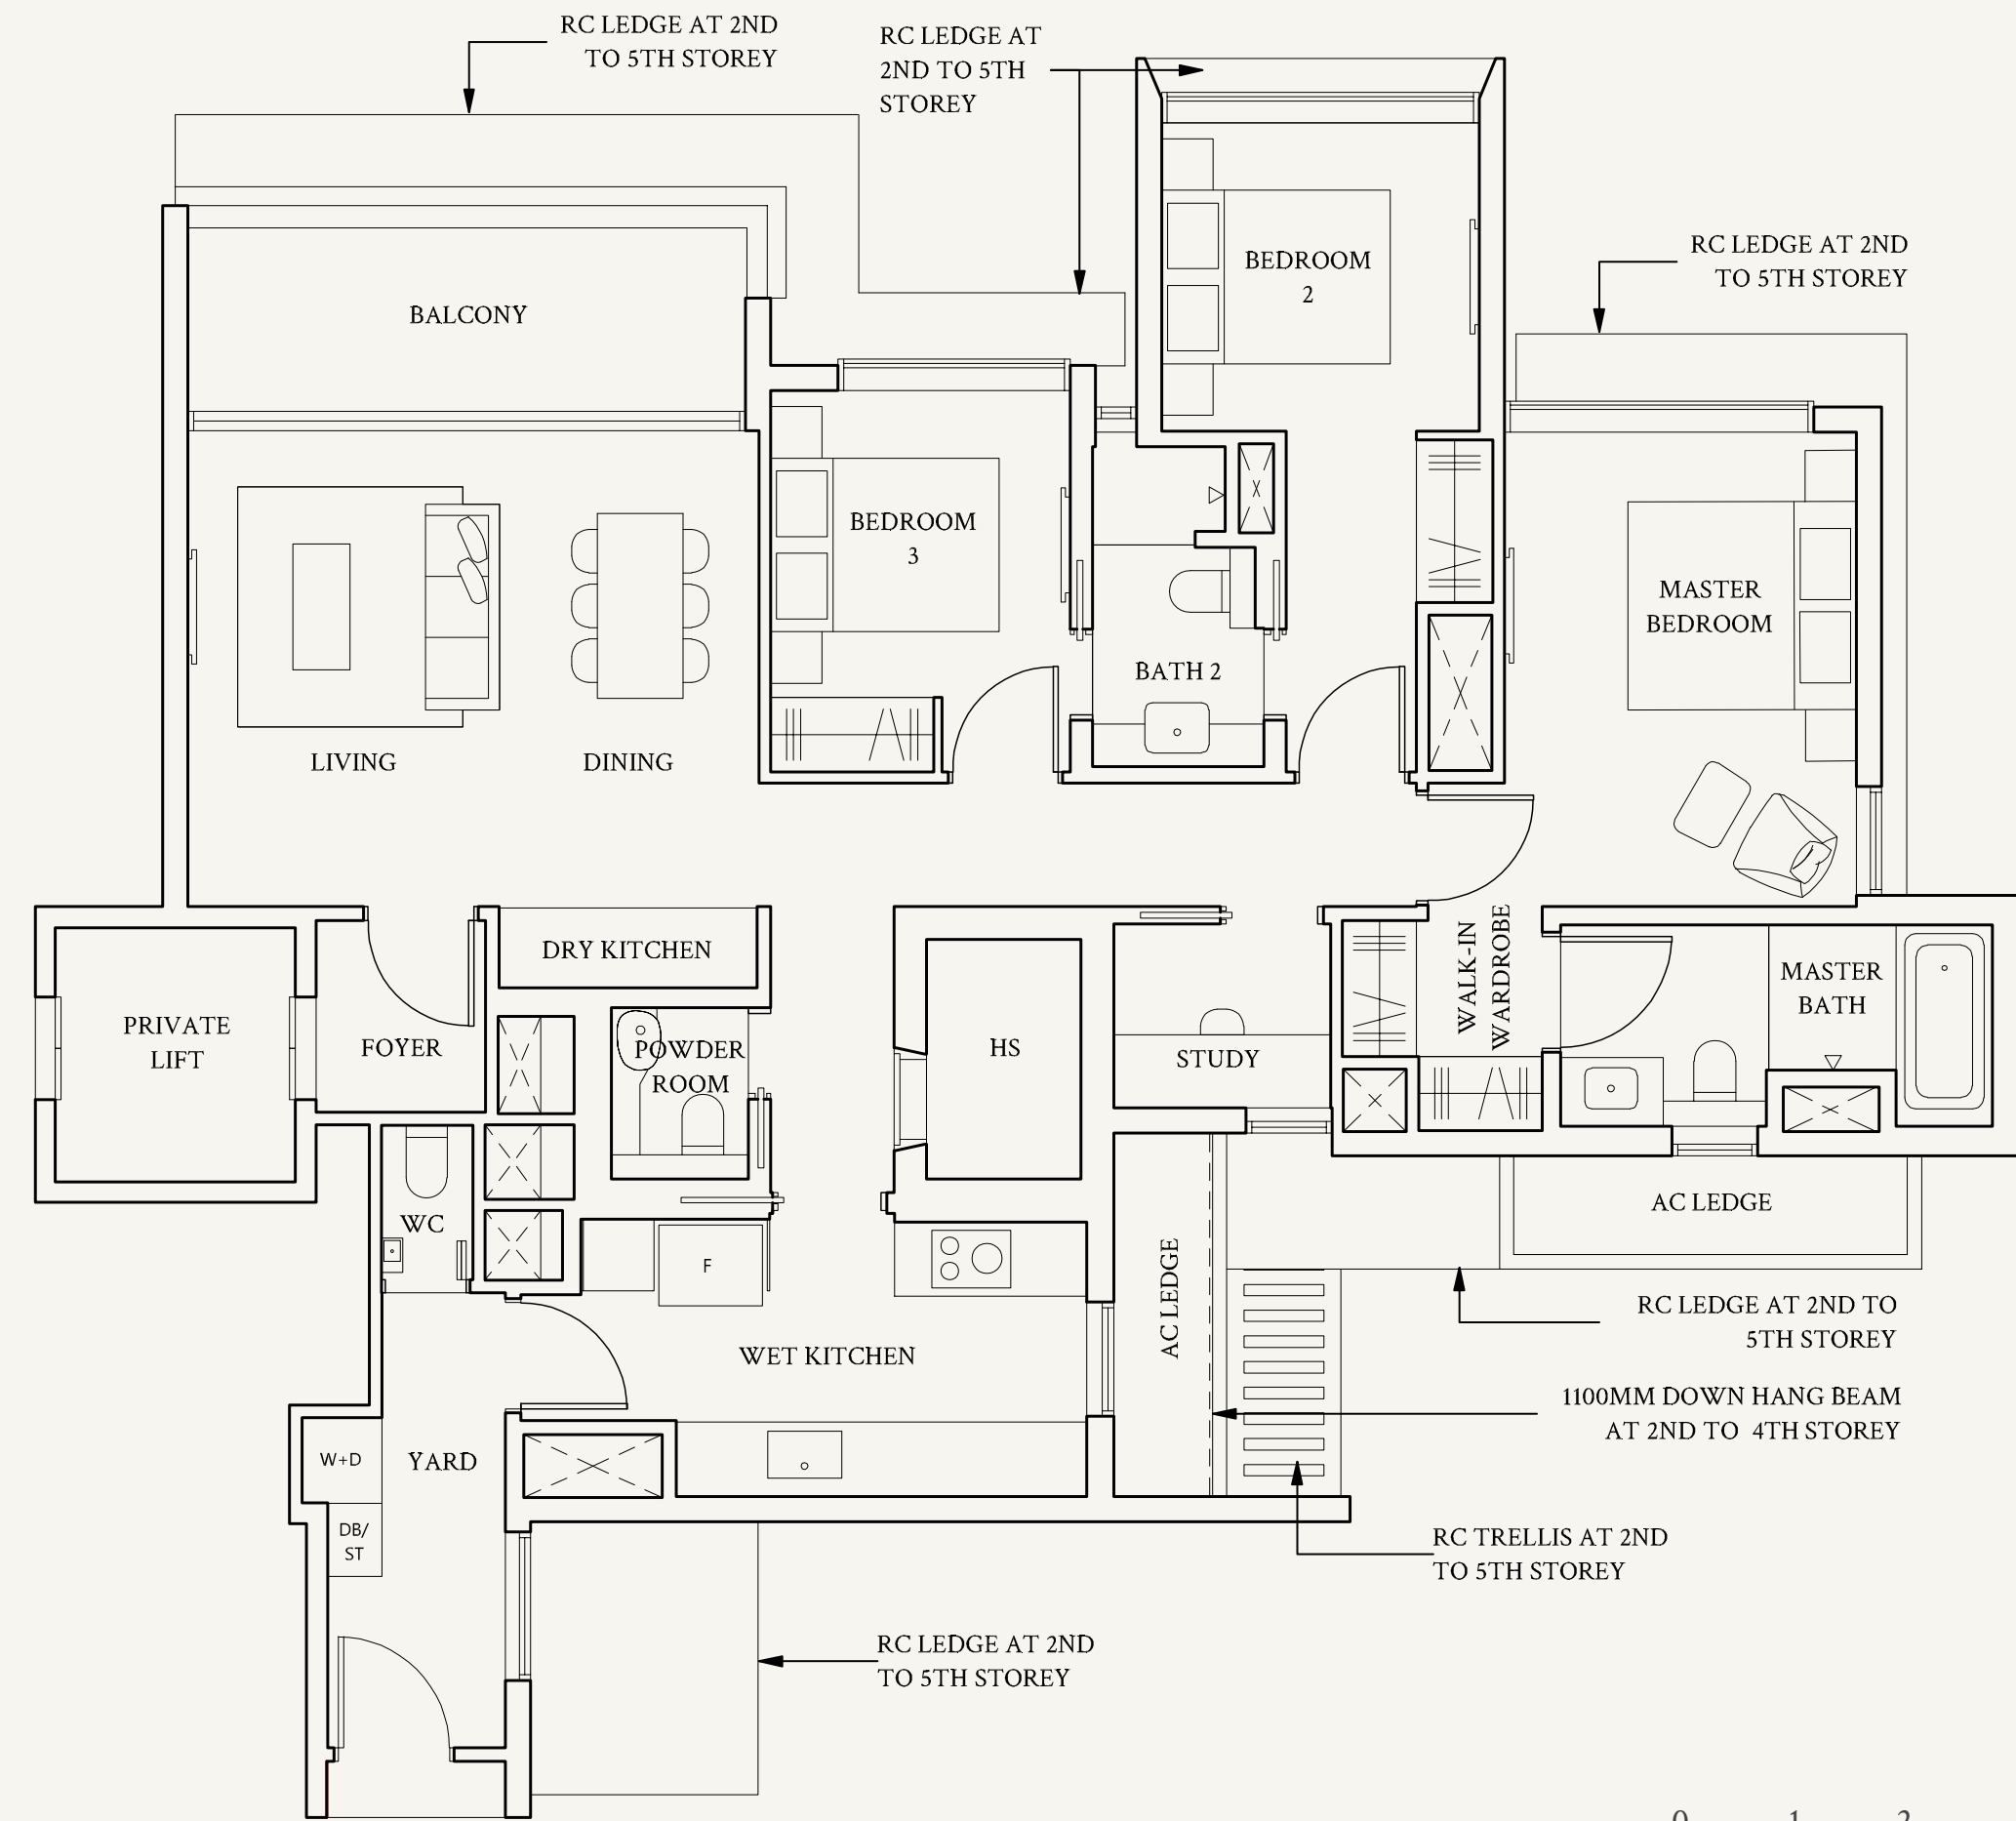 RC LEDGE AT 2ND
TO 5TH STOREY
RC LEDGE AT
2ND TO 5TH
STOREY
BEDROOM
2
RC LEDGE AT 2ND
TO 5TH STOREY
BALCONY
BEDROOM
3
MASTER
BEDROOM
BATH 2
LIVING
DINING
DRY KITCHEN
WALK-IN
WARDROBE
MASTER
BATH
PRIVATE
LIFT
FOYER
POWDER
ROOM
HS
STUDY
WC
AC LEDGE
F
AC LEDGE
RC LEDGE AT 2ND TO
5TH STOREY
WET KITCHEN
1100MM DOWN HANG BEAM
AT 2ND TO  4TH STOREY
W+D
YARD
DB/
ST
RC TRELLIS AT 2ND
TO 5TH STOREY
RC LEDGE AT 2ND
TO 5TH STOREY
0 1 2